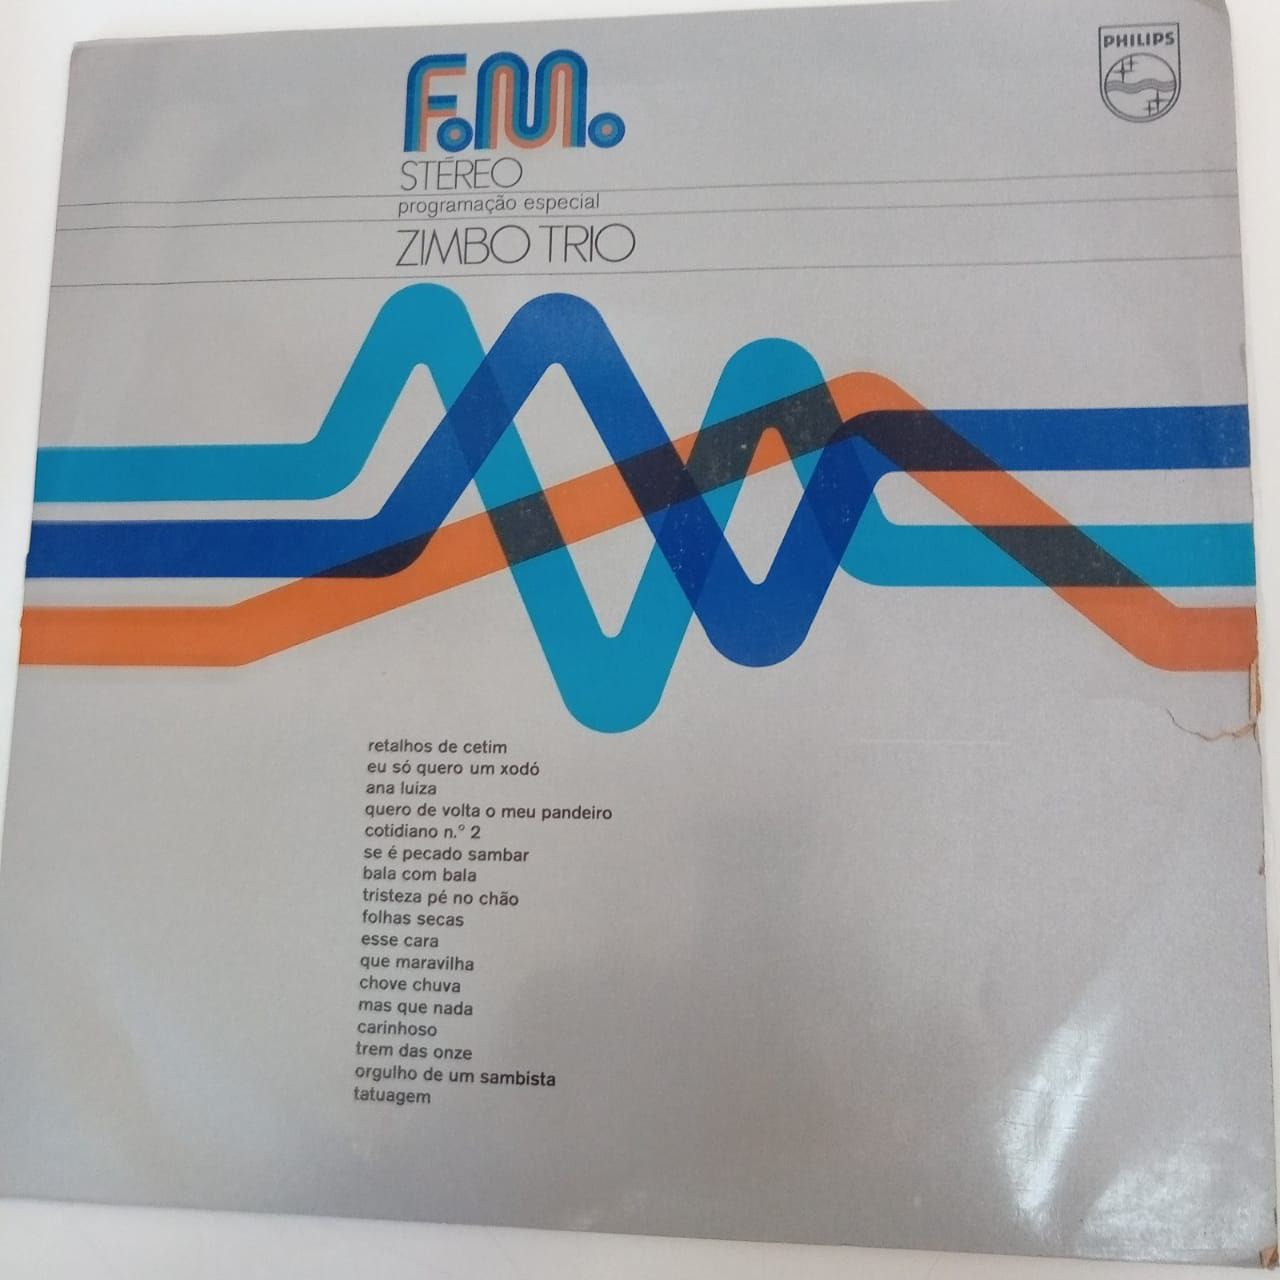 F.M.
STÉREO
programação especial
ZIMBO TRIO
PHILIPS
retalhos de cetim
eu só quero um xodó
ana luiza
quero de volta o meu pandeiro
cotidiano n.° 2
se é pecado sambar
bala com bala
tristeza pé no chão
folhas secas
esse cara
que maravilha
chove chuva
mas que nada
carinhoso
trem das onze
orgulho de um sambista
tatuagem